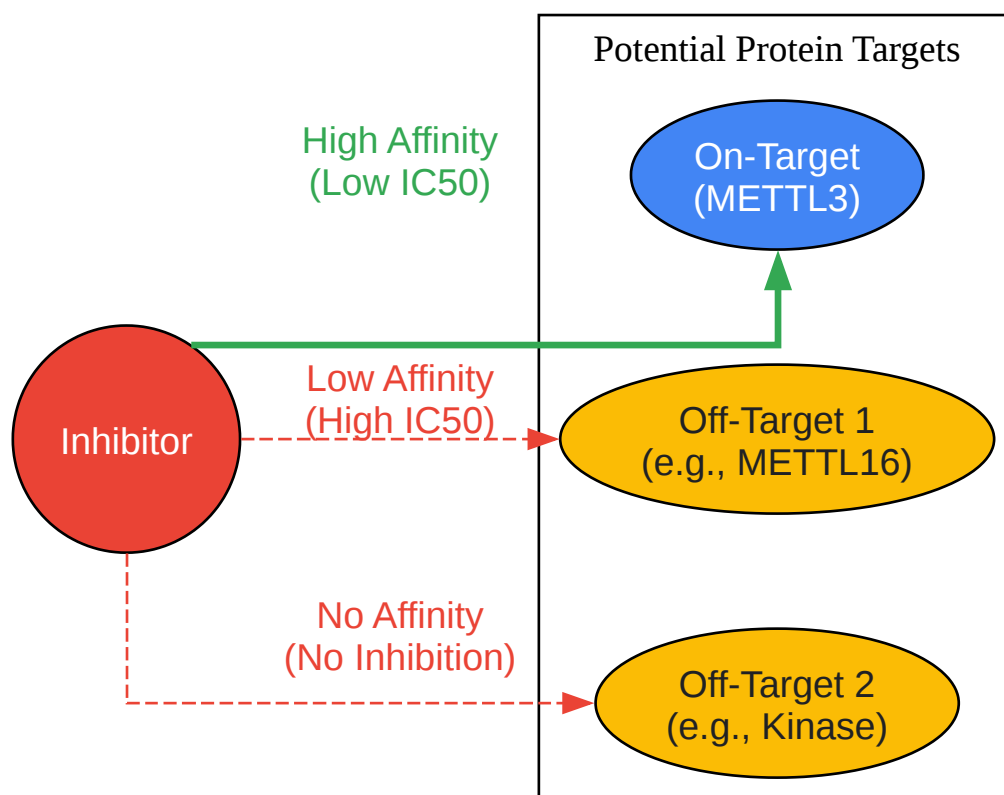 Potential Protein Targets
High Affinity
(Low IC50)
On-Target
(METTL3)
Inhibitor
Low Affinity
(High IC50)
Off-Target 1
(e.g., METTL16)
No Affinity
(No Inhibition)
Off-Target 2
(e.g., Kinase)